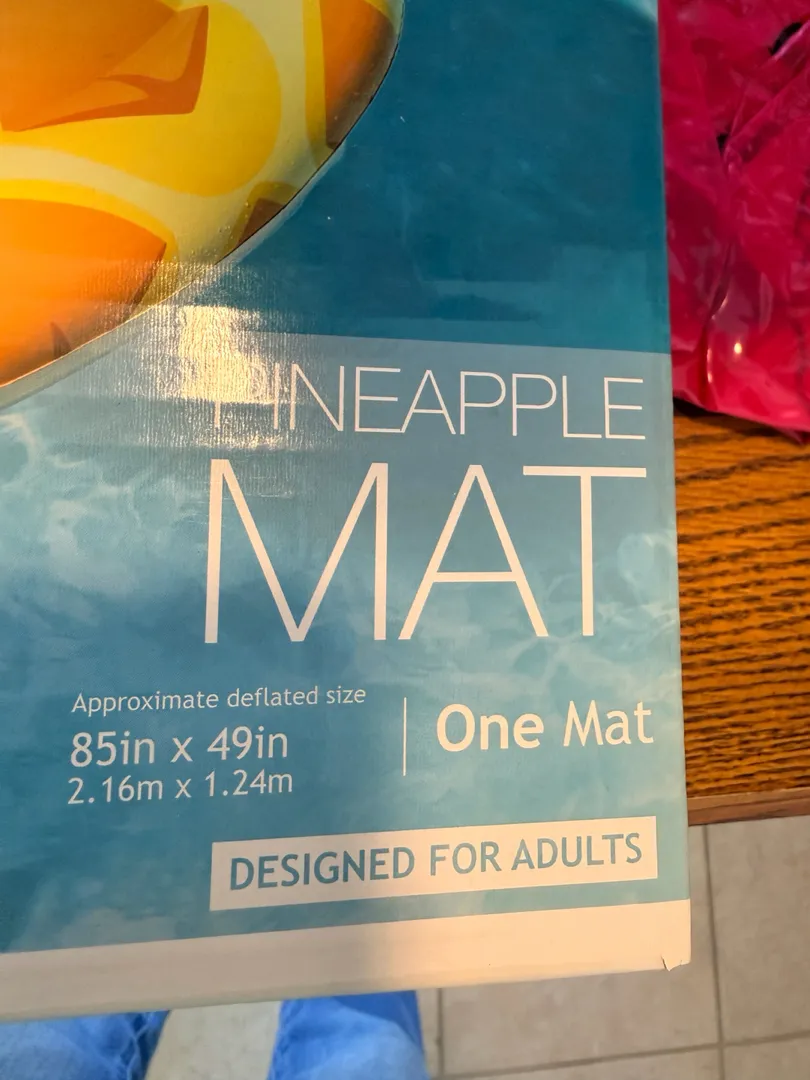 PINEAPPLE
MAT
Approximate deflated size
85in x 49in
2.16m x 1.24m
One Mat
DESIGNED FOR ADULTS